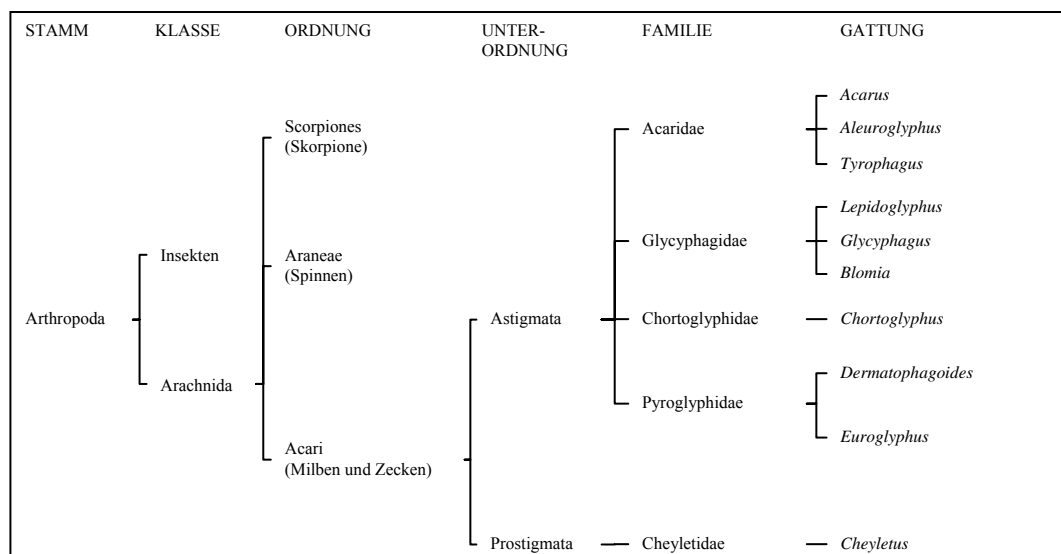 STAMM KLASSE ORDNUNG UNTER- FAMILIE GATTUNG
ORDNUNG
Acarus
Scorpiones
(Skorpione)
Acaridae
Aleuroglyphus
Tyrophagus
Lepidoglyphus
Insekten
Araneae
(Spinnen)
Glycyphagidae
Glycyphagus
Blomia
Arthropoda
Astigmata
Chortoglyphidae
Chortoglyphus
Arachnida
Dermatophagoides
Pyroglyphidae
Euroglyphus
Acari
(Milben und Zecken)
Prostigmata
Cheyletidae
Cheyletus